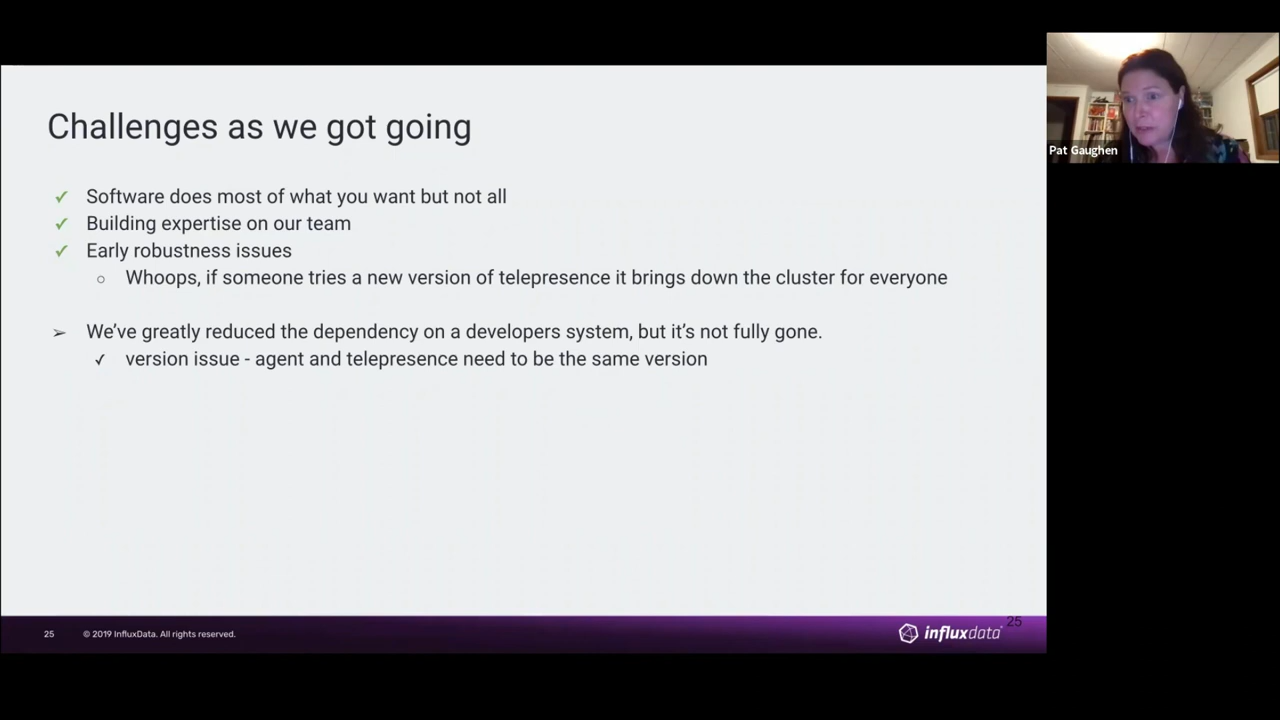 Challenges as we got going
✓ Software does most of what you want but not all
✓ Building expertise on our team
✓ Early robustness issues
○ Whoops, if someone tries a new version of telepresence it brings down the cluster for everyone
➢ We’ve greatly reduced the dependency on a developers system, but it’s not fully gone.
✓ version issue - agent and telepresence need to be the same version
25 © 2019 InfluxData. All rights reserved.
influxdata
25
Pat Gaughen